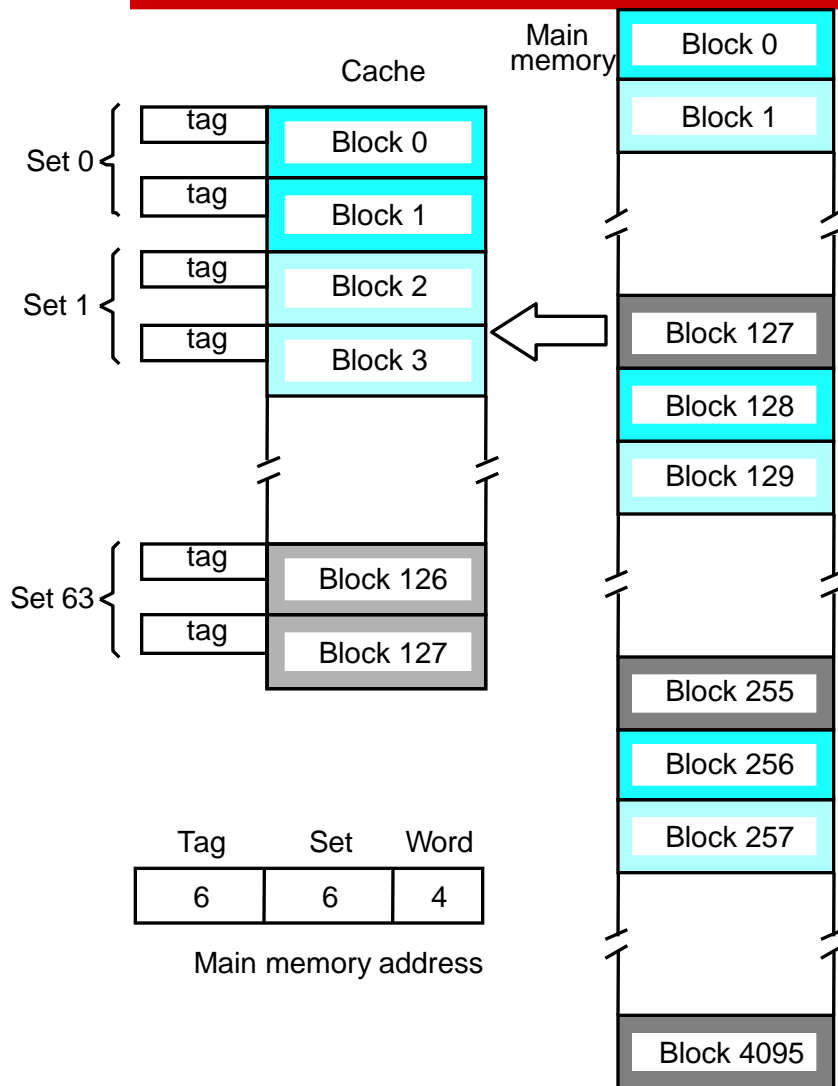 Cache
Set 0
tag
Block 0
tag
Block 1
Set 1
tag
Block 2
tag
Block 3
Set 63
tag
Block 126
tag
Block 127
Main
memory
Block 0
Block 1
Block 127
Block 128
Block 129
Block 255
Block 256
Block 257
Block 4095
Tag Set Word
6 6 4
Main memory address